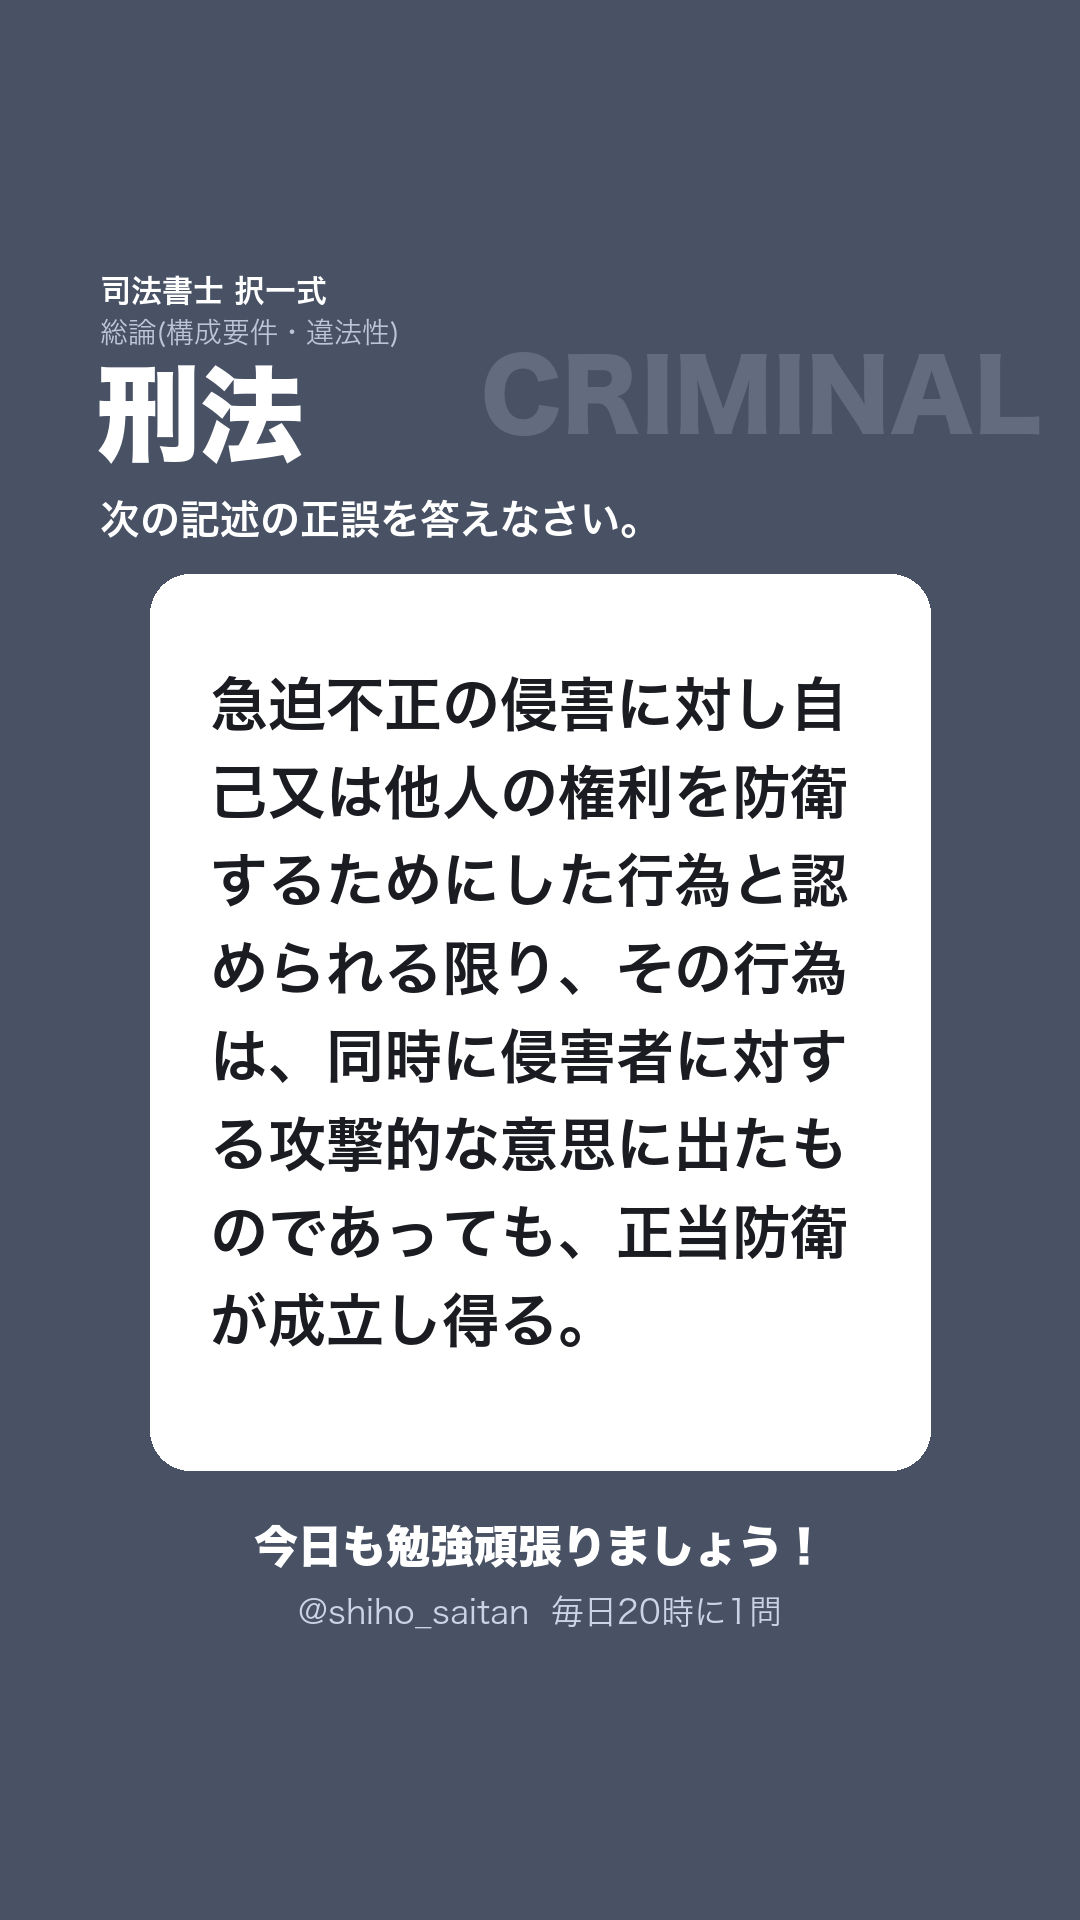 司法書士 択一式
総論(構成要件・違法性)
刑法
CRIMINAL
次の記述の正誤を答えなさい。
急迫不正の侵害に対し自
己又は他人の権利を防衛
するためにした行為と認
められる限り、その行為
は、同時に侵害者に対す
る攻撃的な意思に出たも
のであっても、正当防衛
が成立し得る。
今日も勉強頑張りましょう！
@shiho_saitan 毎日20時に1問